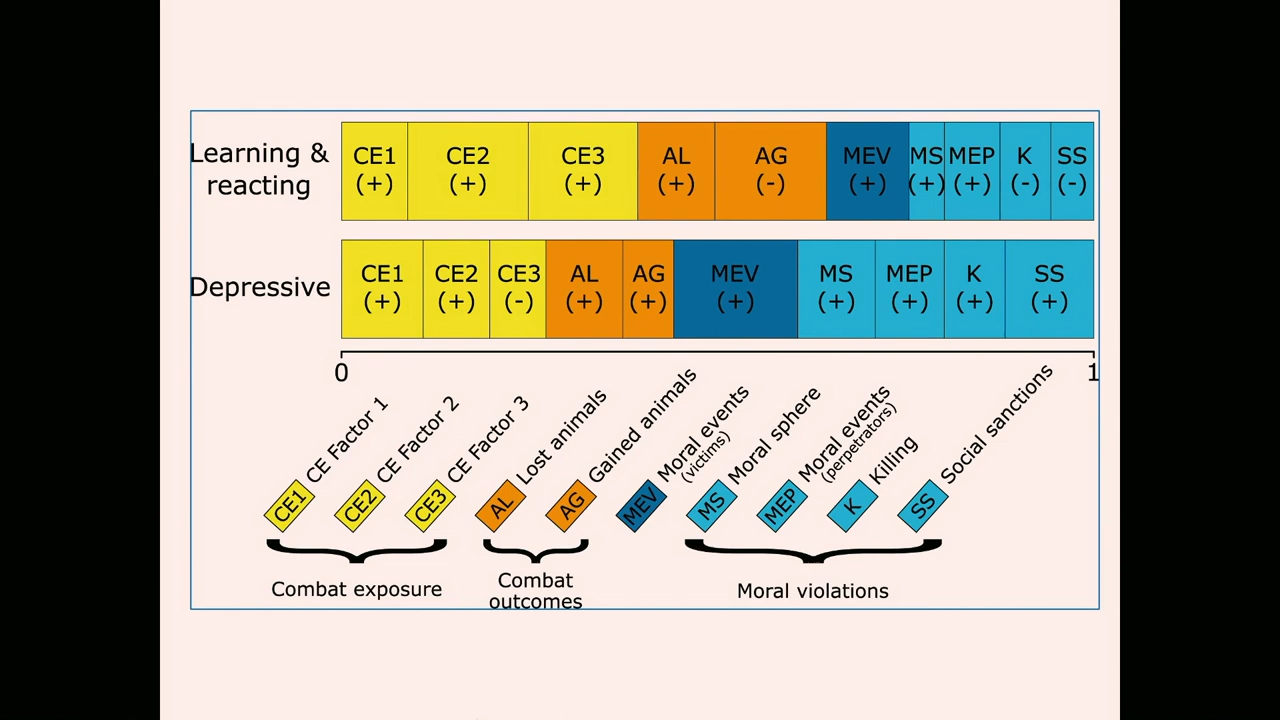 Learning &
reacting
CE1 CE2 CE3 AL AG MEV MS MEP K SS
(+) (+) (+) (+) (-) (+) (+) (+) (-) (-)
Depressive
CE1 CE2 CE3 AL AG MEV MS MEP K SS
(+) (+) (-) (+) (+) (+) (+) (+) (+) (+)
0 1
CE1 CE Factor 1
CE2 CE Factor 2
CE3 CE Factor 3
AL Lost animals
AG Gained animals
MEV Moral events
(victims)
MS Moral sphere
MEP Moral events
(perpetrators)
K Killing
SS Social sanctions
Combat exposure
Combat
outcomes
Moral violations